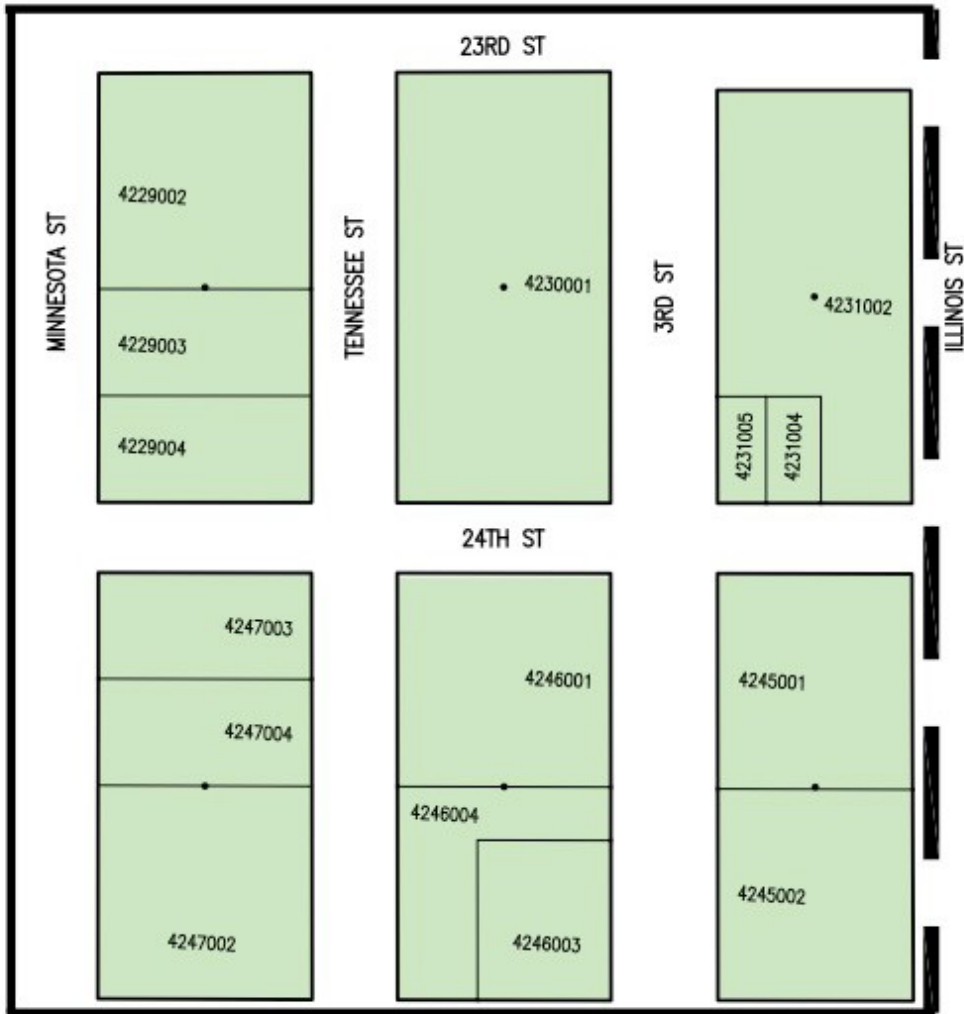 23RD ST
MINNESOTA ST
4229002
4229003
4229004
TENNESSEE ST
4230001
3RD ST
4231002
4231005
4231004
ILLINOIS ST
24TH ST
4247003
4247004
4247002
4246001
4246004
4246003
4245001
4245002